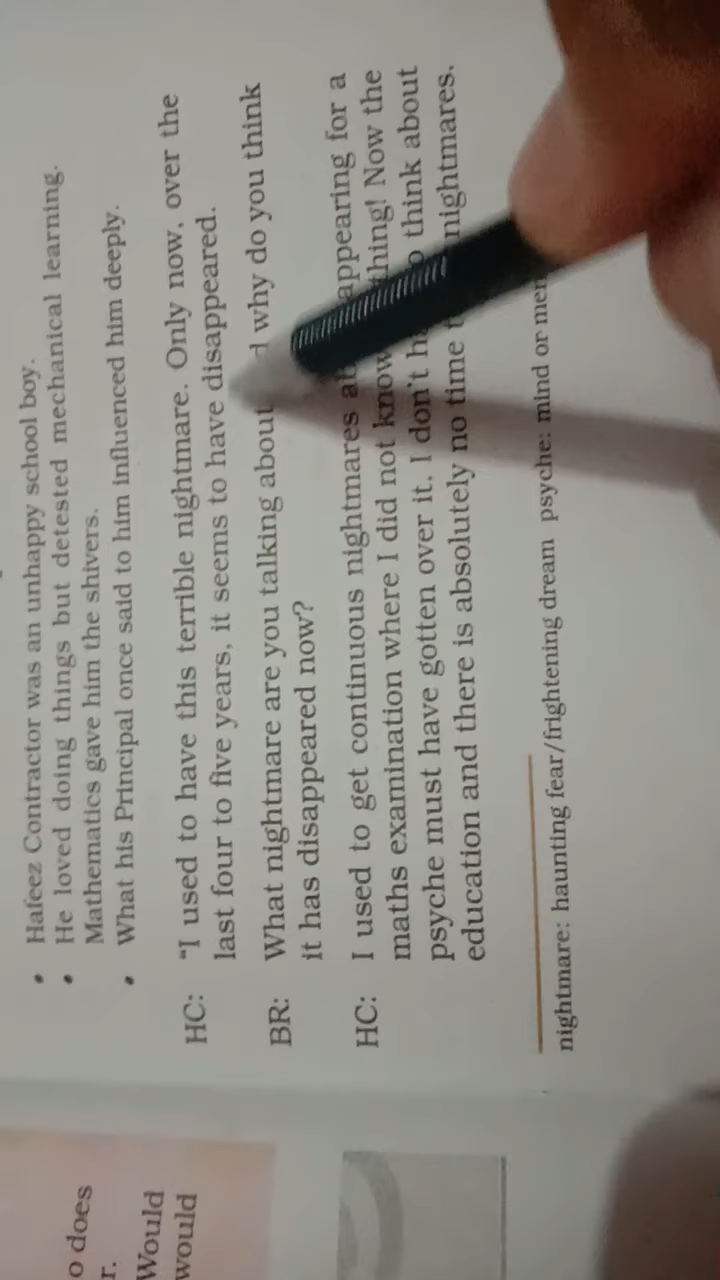 • Hafeez Contractor was an unhappy school boy.
• He loved doing things but detested mechanical learning.
Mathematics gave him the shivers.
• What his Principal once said to him influenced him deeply.
HC: “I used to have this terrible nightmare. Only now, over the
last four to five years, it seems to have disappeared.
BR: What nightmare are you talking about why do you think
it has disappeared now?
HC: I used to get continuous nightmares appearing for a
maths examination where I did not know thing! Now the
psyche must have gotten over it, I don't think about
education and there is absolutely no time nightmares.
nightmare: haunting fear/frightening dream psyche: mind or
o does
r.
Would
would